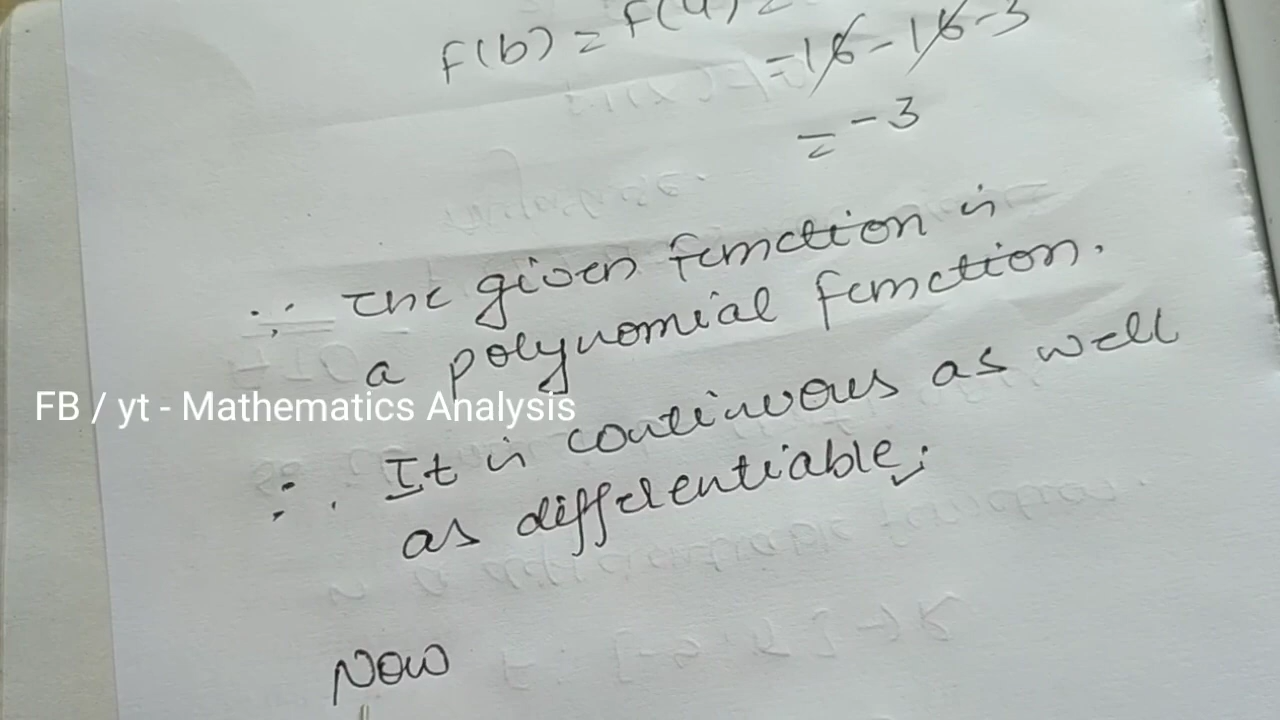 f(b) = f(4) =
= 16 - 16 - 3
= -3
∵ The given function is
a polynomial function.
FB / yt - Mathematics Analysis
∴ It is continuous as well
as differentiable.
Now